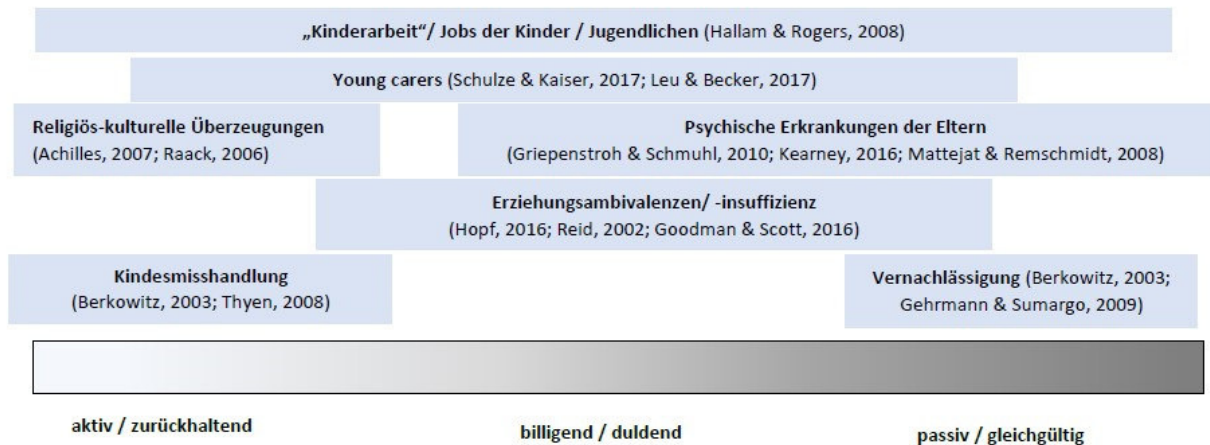 „Kinderarbeit“/ Jobs der Kinder / Jugendlichen (Hallam & Rogers, 2008)
Young carers (Schulze & Kaiser, 2017; Leu & Becker, 2017)
Religiös-kulturelle Überzeugungen
(Achilles, 2007; Raack, 2006)
Psychische Erkrankungen der Eltern
(Griepenstroh & Schmuhl, 2010; Kearney, 2016; Mattejat & Remschmidt, 2008)
Erziehungsambivalenzen/ -insuffizienz
(Hopf, 2016; Reid, 2002; Goodman & Scott, 2016)
Kindesmisshandlung
(Berkowitz, 2003; Thyen, 2008)
Vernachlässigung (Berkowitz, 2003;
Gehrmann & Sumargo, 2009)
aktiv / zurückhaltend
billigend / duldend
passiv / gleichgültig